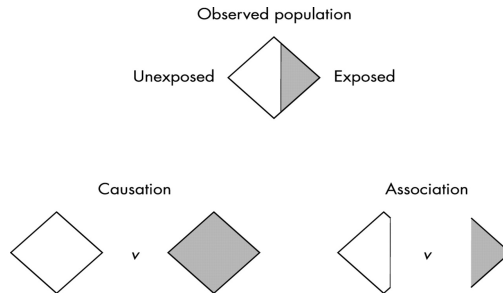 Observed population
Unexposed
Exposed
Causation
Association
v
v